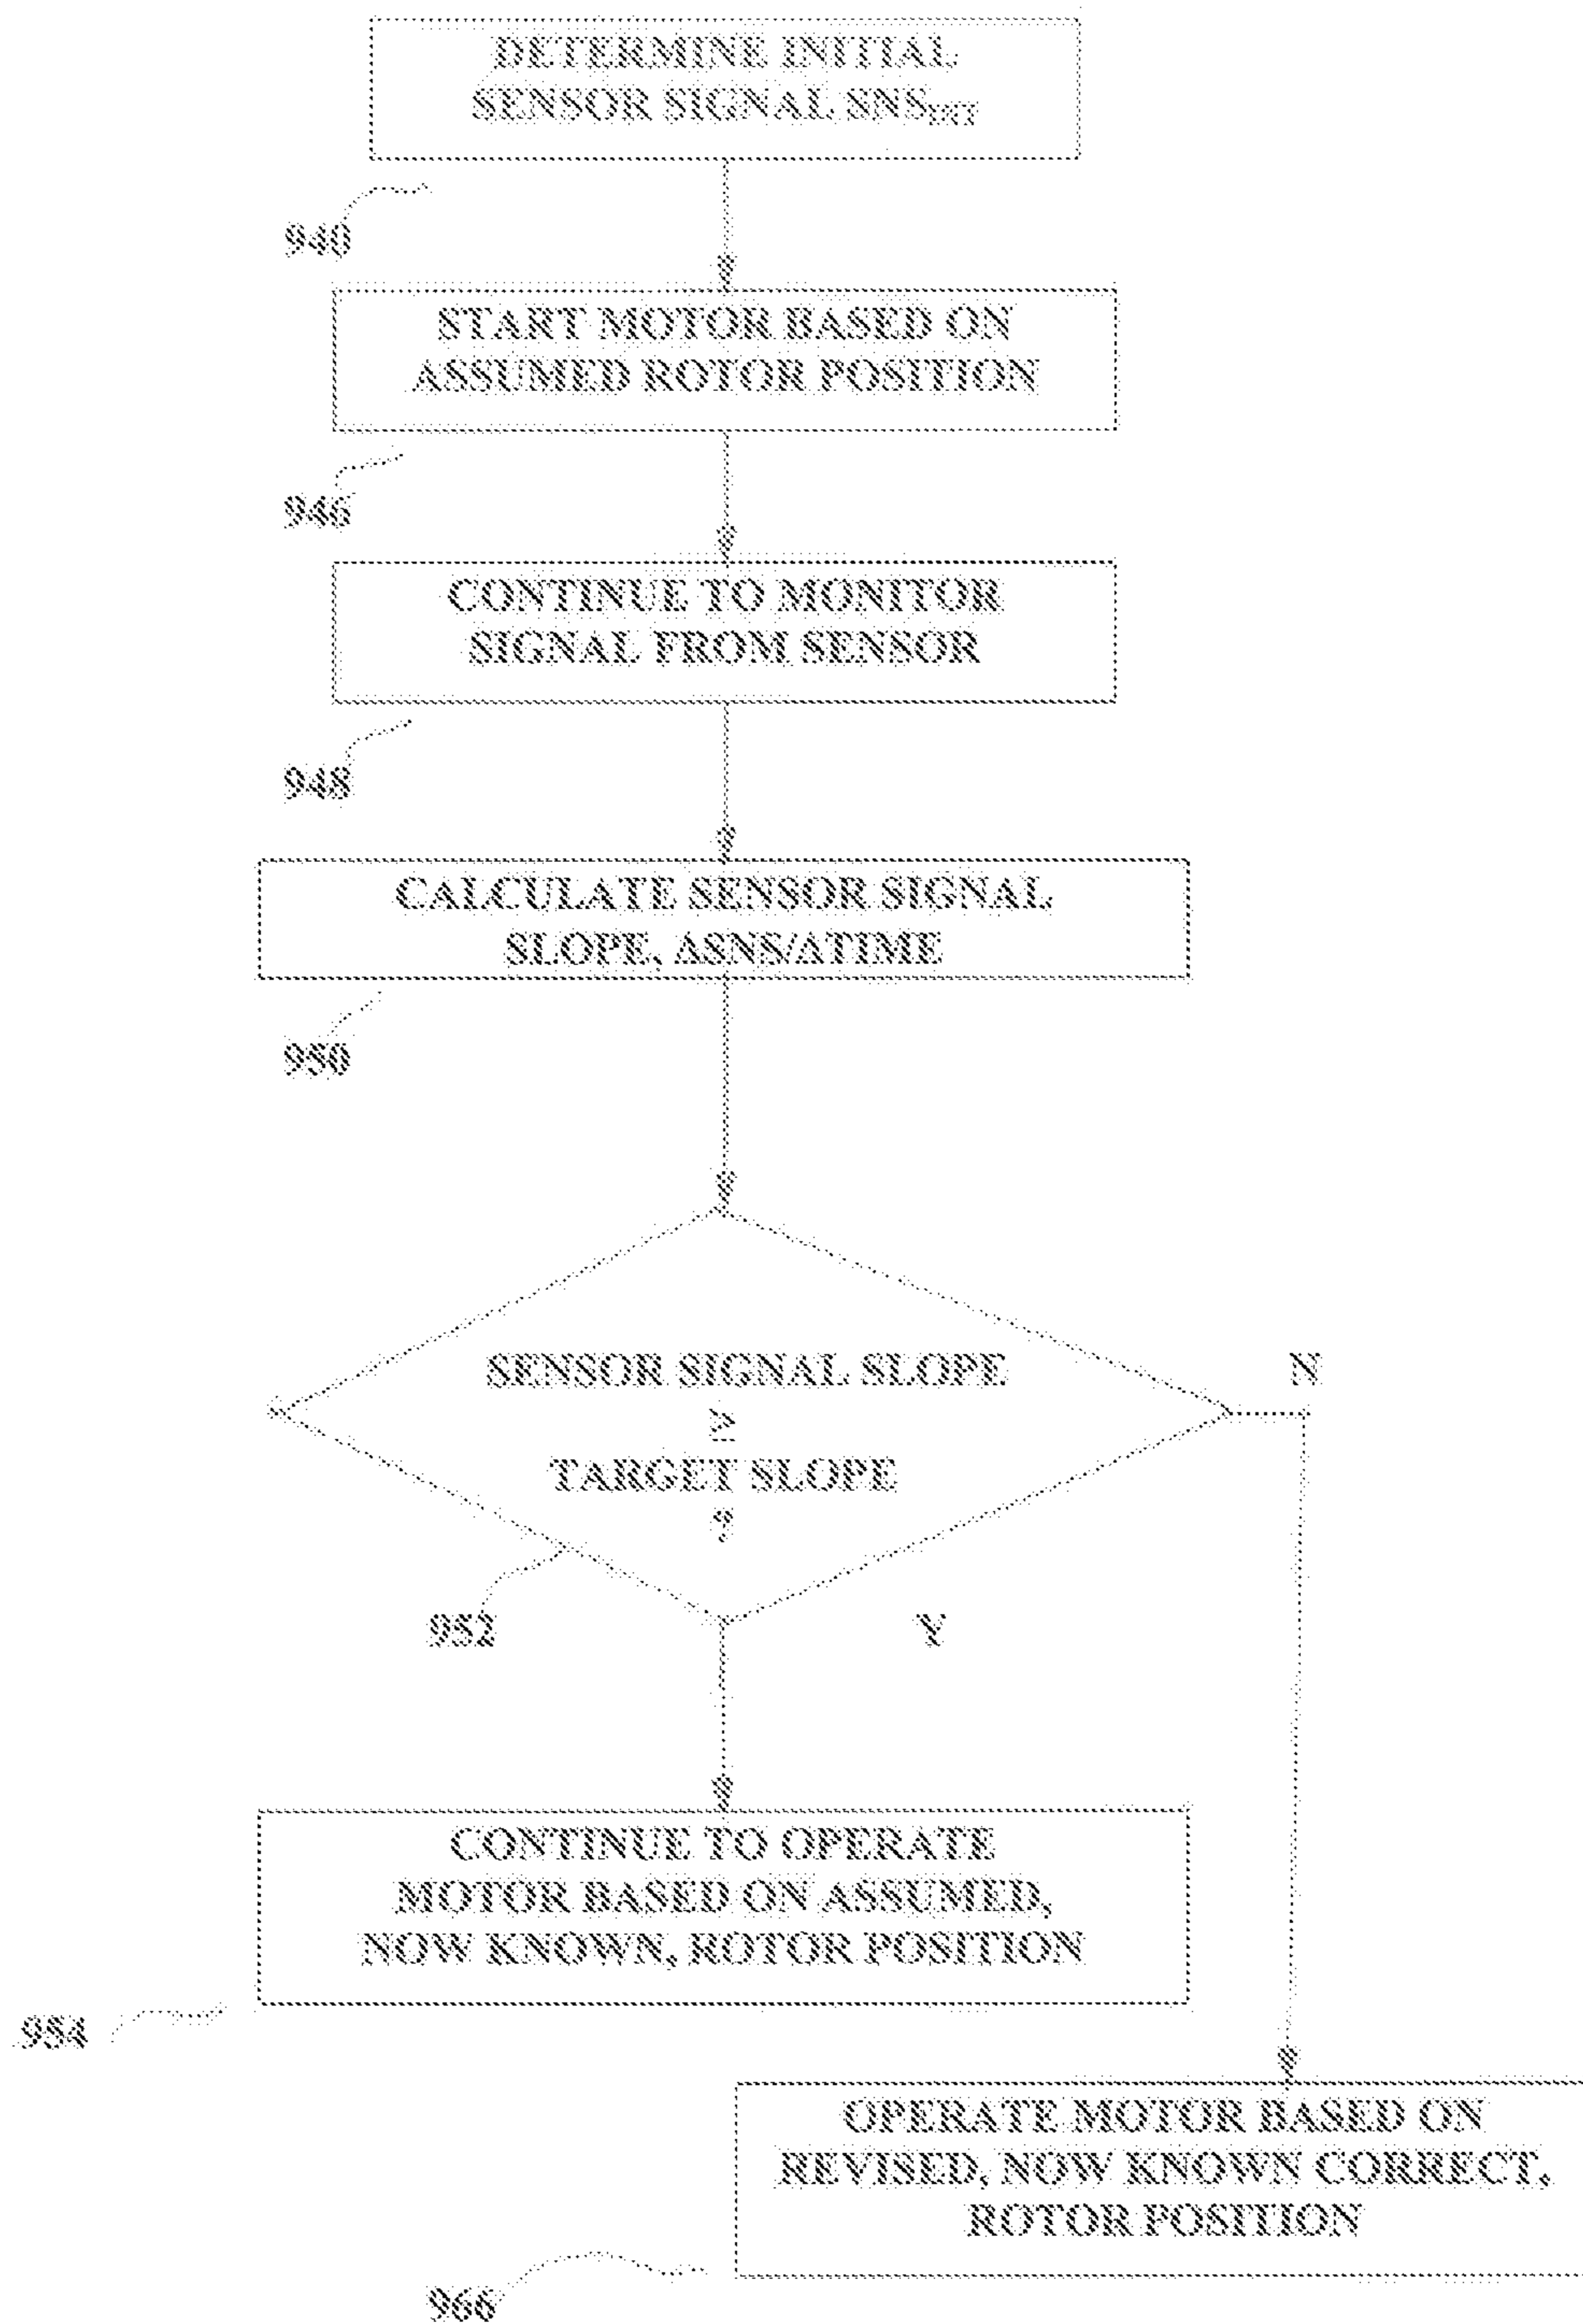 DETERMINE INITIAL
SENSOR SIGNAL SNS
940
START MOTOR BASED ON
ASSUMED ROTOR POSITION
946
CONTINUE TO MONITOR
SIGNAL FROM SENSOR
948
CALCULATE SENSOR SIGNAL
SLOPE, ΔSNS/ΔTIME
950
SENSOR SIGNAL SLOPE
≥
TARGET SLOPE
?
N
952
Y
CONTINUE TO OPERATE
MOTOR BASED ON ASSUMED,
NOW KNOWN, ROTOR POSITION
954
OPERATE MOTOR BASED ON
REVISED, NOW KNOWN CORRECT,
ROTOR POSITION
966